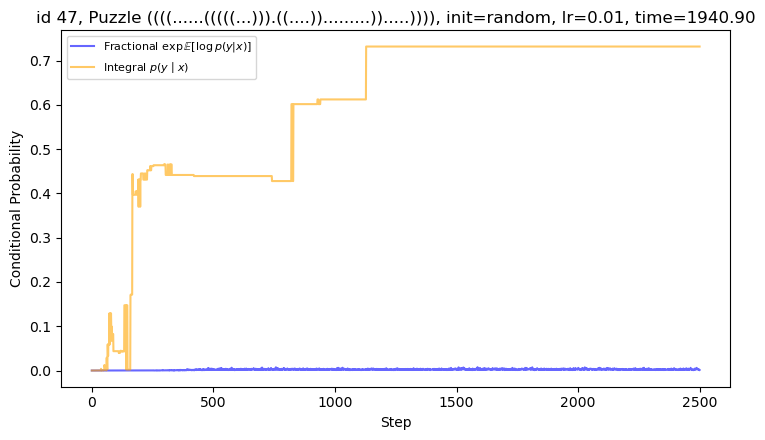 id 47, Puzzle ((((......(((((...))).((....)).........)).....)))), init=random, lr=0.01, time=1940.90
Fractional exp𝔼[log p(y|x)]
Integral p(y | x)
Conditional Probability
0.7
0.6
0.5
0.4
0.3
0.2
0.1
0.0
0
500
1000
1500
2000
2500
Step